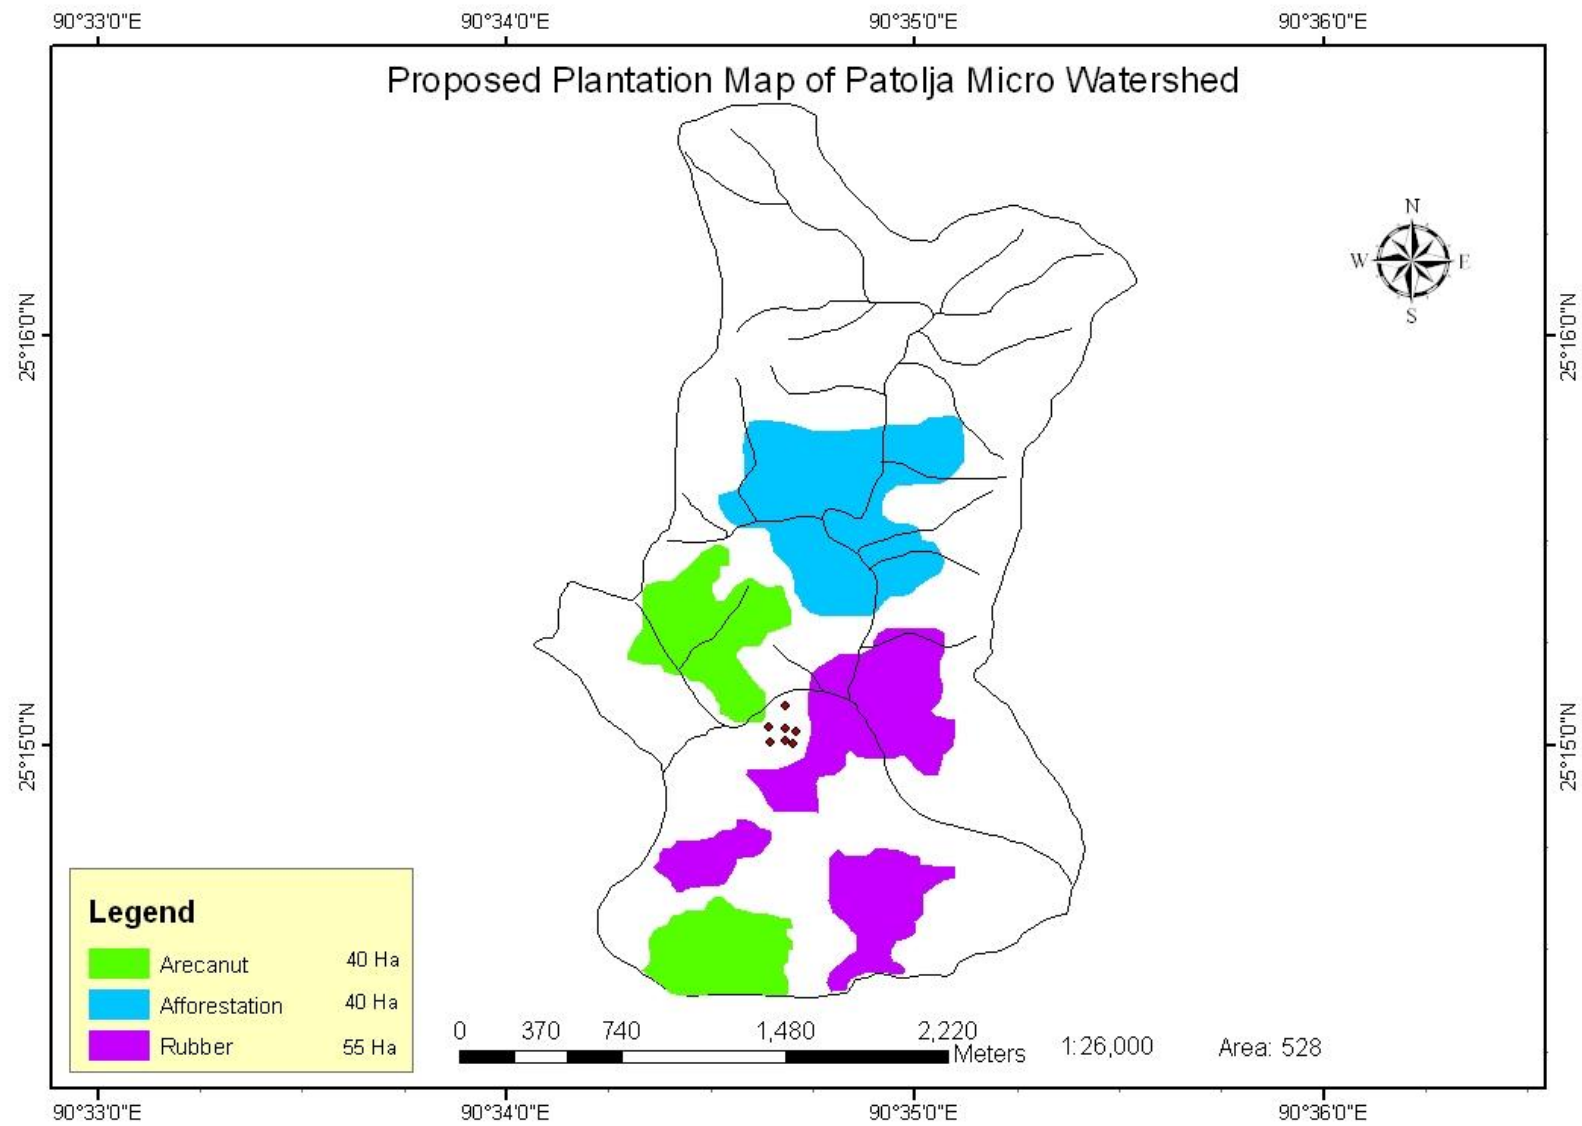 90°33'0"E 90°34'0"E 90°35'0"E 90°36'0"E
Proposed Plantation Map of Patolja Micro Watershed
N
W E
S
25°16'0"N 25°16'0"N
25°15'0"N 25°15'0"N
Legend
Arecanut 40 Ha
Afforestation 40 Ha
Rubber 55 Ha
0 370 740 1,480 2,220
Meters 1:26,000 Area: 528
90°33'0"E 90°34'0"E 90°35'0"E 90°36'0"E